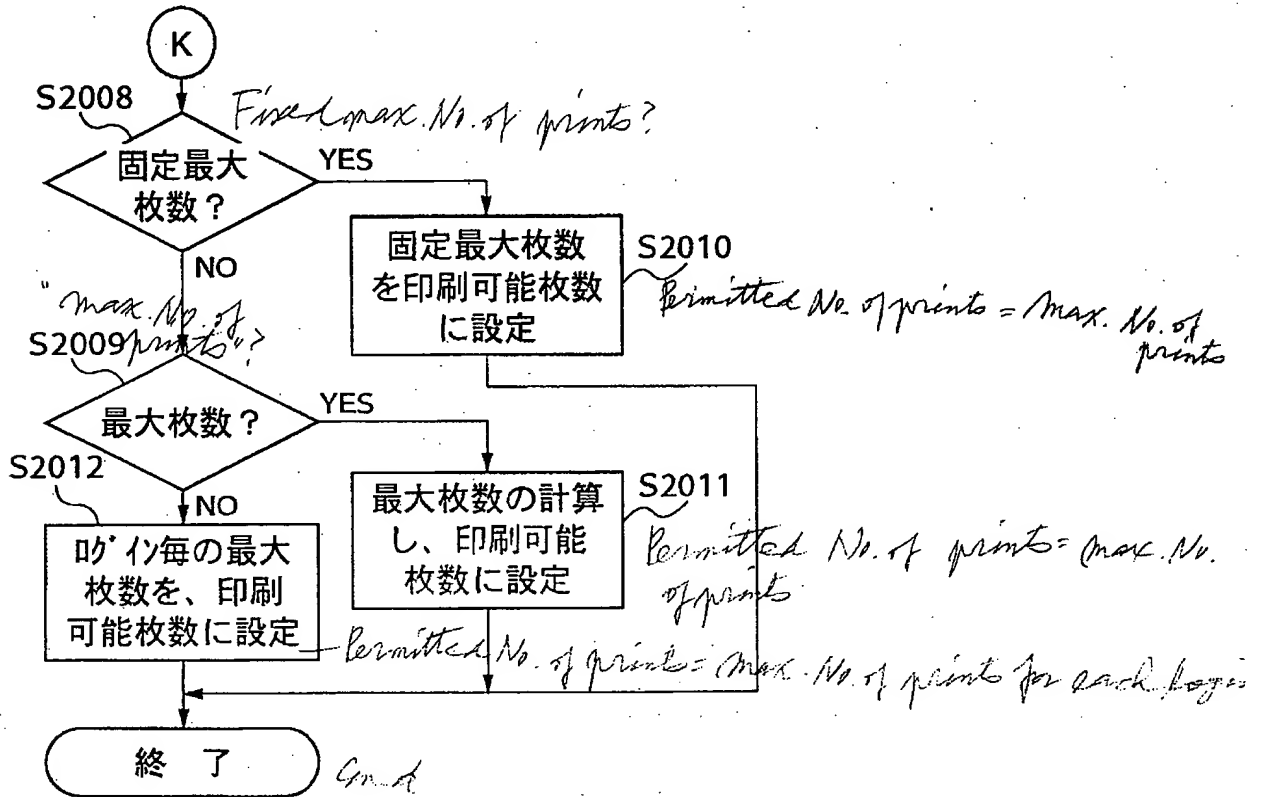 K
S2008
Fixed max. No. of prints?
固定最大
枚数？
YES
NO
固定最大枚数
を印刷可能枚数
に設定
S2010
Permitted No. of prints = Max. No. of
prints
"max. No. of
prints"?
S2009
最大枚数？
YES
NO
S2012
最大枚数の計算
し、印刷可能
枚数に設定
S2011
Permitted No. of prints = max. No.
of prints
ﾛｸﾞｲﾝ毎の最大
枚数を、印刷
可能枚数に設定
Permitted No. of prints = max. No. of prints for each login
終 了
End